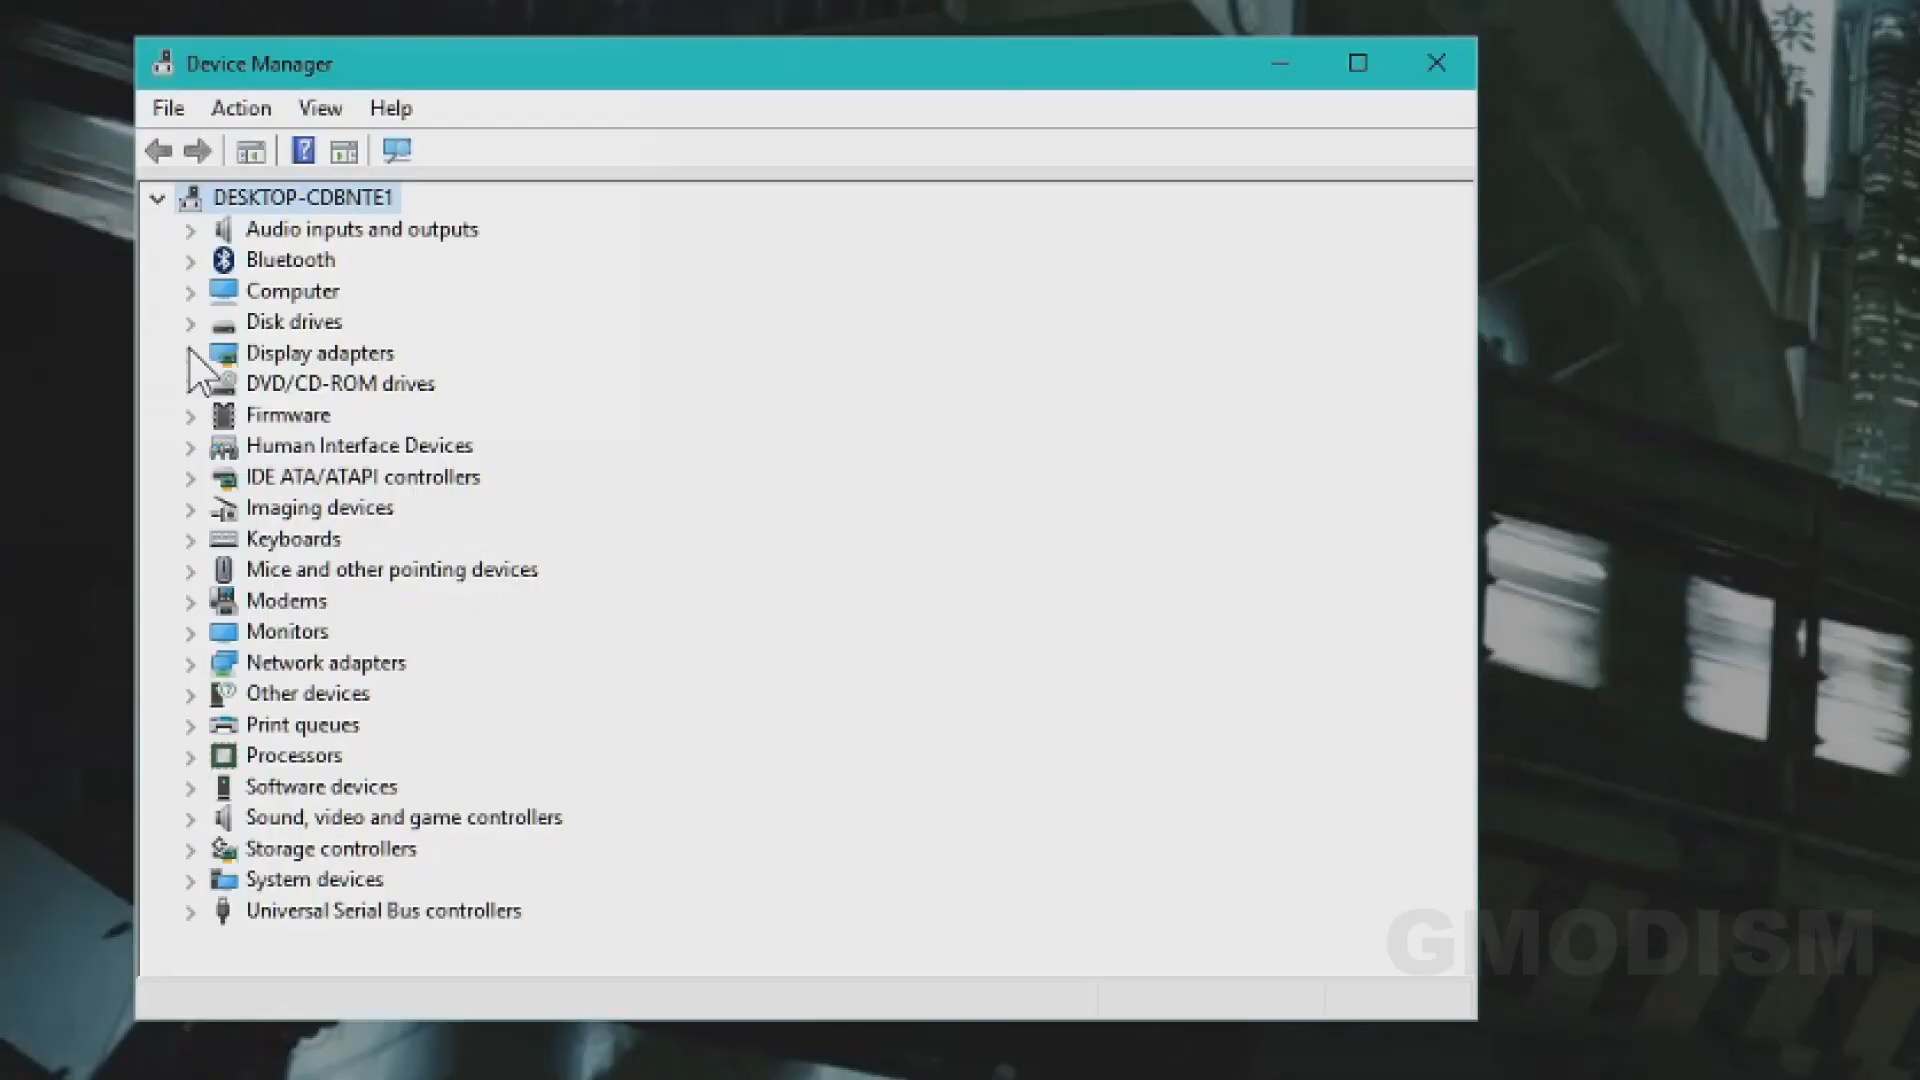 楽
Device Manager
File Action View Help
DESKTOP-CDBNTE1
Audio inputs and outputs
Bluetooth
Computer
Disk drives
Display adapters
DVD/CD-ROM drives
Firmware
Human Interface Devices
IDE ATA/ATAPI controllers
Imaging devices
Keyboards
Mice and other pointing devices
Modems
Monitors
Network adapters
Other devices
Print queues
Processors
Software devices
Sound, video and game controllers
Storage controllers
System devices
Universal Serial Bus controllers
GMODISM